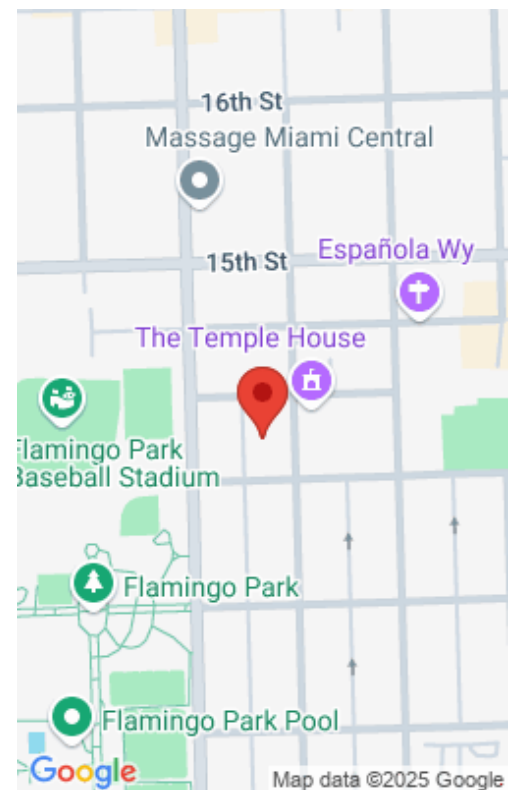 16th St
Massage Miami Central
15th St
Española Wy
The Temple House
Flamingo Park
Baseball Stadium
Flamingo Park
Flamingo Park Pool
Google
Map data ©2025 Google